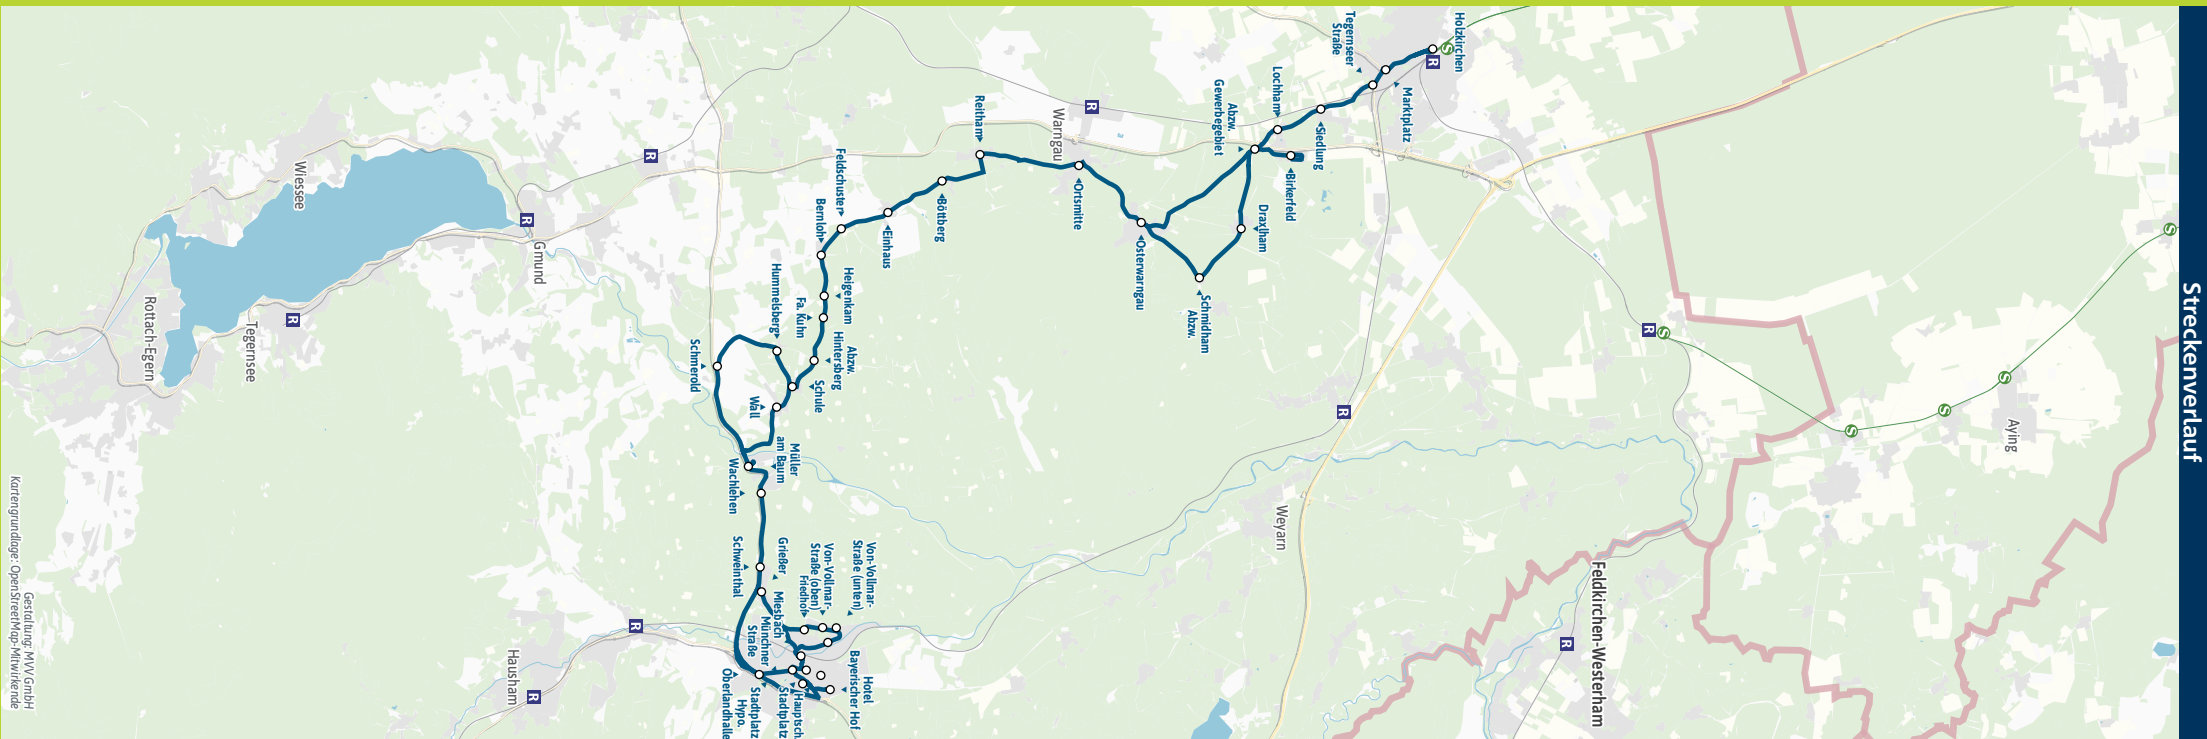 Streckenverlauf
Holzkirchen
Tegernseer
Straße
Marktplatz
Siedlung
Lochham
Abzw.
Gewerbegebiet
Birkerfeld
Draxlham
Schmidham
Abzw.
Osterwarngau
Warngau
Ortsmitte
Reitham
Böttberg
Einhaus
Feldschuster
Bernloh
Heigenkam
Fa. Kuhn
Abzw.
Hintersberg
Hummelsberg
Schule
Wall
Schmerold
Müller
am Baum
Wachlehen
Schweinthal
Grießer
Miesbach
Münchner
Straße
Friedhof
Von-Vollmar-
Straße (oben)
Von-Vollmar-
Straße (unten)
Hotel
Bayerischer Hof
Hauptsch.
Stadtplatz
Stadtplatz
Hypo.
Oberlandhalle
Aying
Feldkirchen-Westerham
Weyarn
Hausham
Gmund
Wiessee
Tegernsee
Rottach-Egern
R
R
R
R
R
R
R
R
R
R
R
S
S
S
S
S
S
Gestaltung: MVV GmbH
Kartengrundlage: OpenStreetMap-Mitwirkende